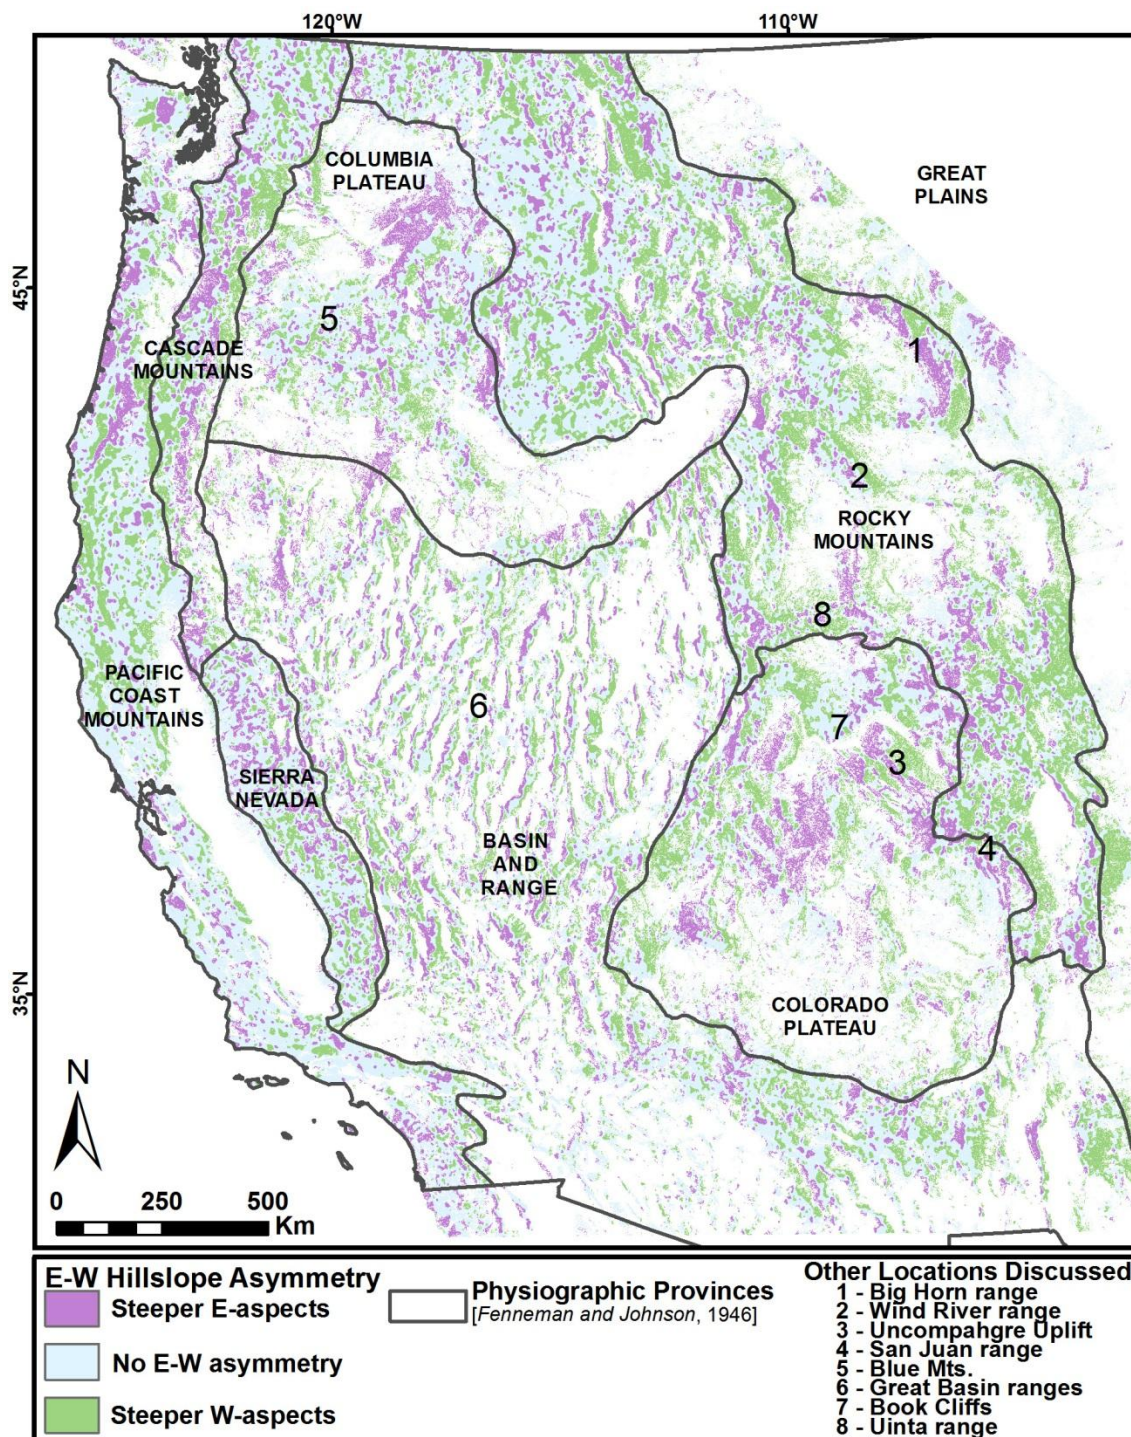 120°W
110°W
COLUMBIA
PLATEAU
GREAT
PLAINS
45°N
5
1
CASCADE
MOUNTAINS
2
ROCKY
MOUNTAINS
8
PACIFIC
COAST
MOUNTAINS
6
7
3
SIERRA
NEVADA
BASIN
AND
RANGE
4
35°N
COLORADO
PLATEAU
N
0 250 500
Km
E-W Hillslope Asymmetry
Steeper E-aspects
No E-W asymmetry
Steeper W-aspects
Physiographic Provinces
[Fenneman and Johnson, 1946]
Other Locations Discussed
1 - Big Horn range
2 - Wind River range
3 - Uncompahgre Uplift
4 - San Juan range
5 - Blue Mts.
6 - Great Basin ranges
7 - Book Cliffs
8 - Uinta range